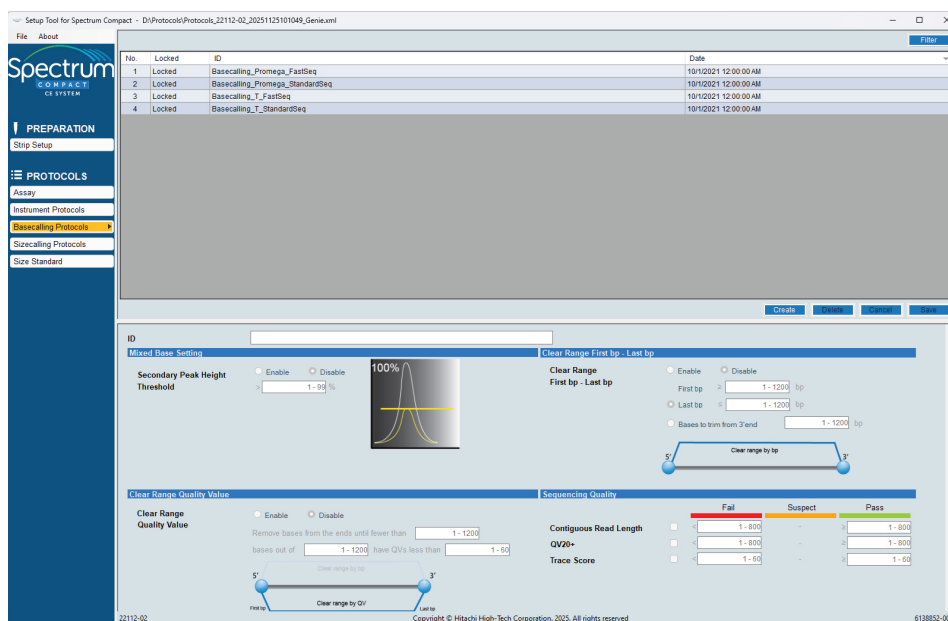 Setup Tool for Spectrum Compact - D:\Protocols\Protocols_22112-02_20251125101049_Genie.xml
File About
Filter
Spectrum
COMPACT
CE SYSTEM
No. Locked ID Date
1 Locked Basecalling_Promega_FastSeq 10/1/2021 12:00:00 AM
2 Locked Basecalling_Promega_StandardSeq 10/1/2021 12:00:00 AM
3 Locked Basecalling_T_FastSeq 10/1/2021 12:00:00 AM
4 Locked Basecalling_T_StandardSeq 10/1/2021 12:00:00 AM
PREPARATION
Strip Setup
PROTOCOLS
Assay
Instrument Protocols
Basecalling Protocols
Sizecalling Protocols
Size Standard
Create Delete Cancel Save
ID
Mixed Base Setting
Secondary Peak Height
Threshold
Enable Disable
> 1 - 99 %
100%
Clear Range First bp - Last bp
Clear Range
First bp - Last bp
Enable Disable
First bp ≥ 1 - 1200 bp
Last bp ≤ 1 - 1200 bp
Bases to trim from 3'end 1 - 1200 bp
Clear range by bp
5' 3'
Clear Range Quality Value
Clear Range
Quality Value
Enable Disable
Remove bases from the ends until fewer than 1 - 1200
bases out of 1 - 1200 have QVs less than 1 - 60
Clear range by bp
5' 3'
Clear range by QV
First bp Last bp
Sequencing Quality
Fail Suspect Pass
Contiguous Read Length < 1 - 800 - ≥ 1 - 800
QV20+ < 1 - 800 - ≥ 1 - 800
Trace Score < 1 - 60 - ≥ 1 - 60
22112-02 Copyright © Hitachi High-Tech Corporation, 2025. All rights reserved